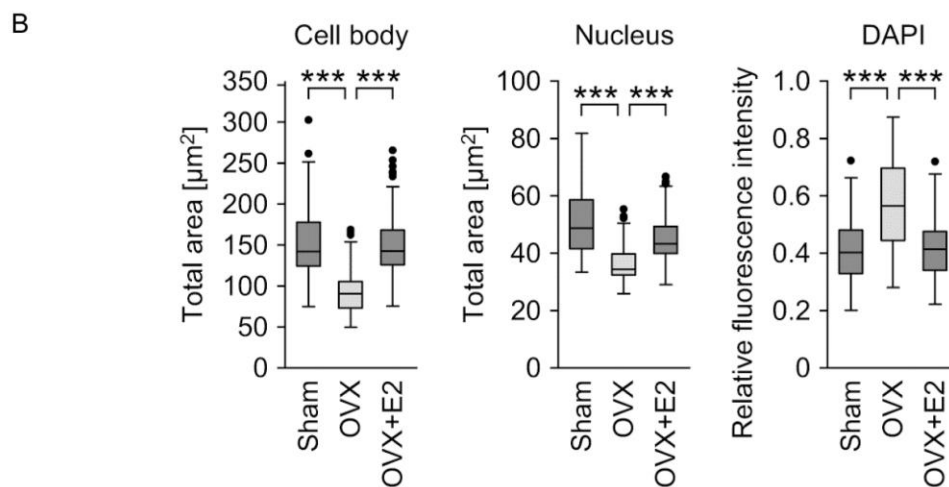 B
Cell body
Total area [µm²]
350
300
250
200
150
100
50
0
*** ***
Sham
OVX
OVX+E2
Nucleus
Total area [µm²]
100
80
60
40
20
0
*** ***
Sham
OVX
OVX+E2
DAPI
Relative fluorescence intensity
1.0
0.8
0.6
0.4
0.2
0
*** ***
Sham
OVX
OVX+E2